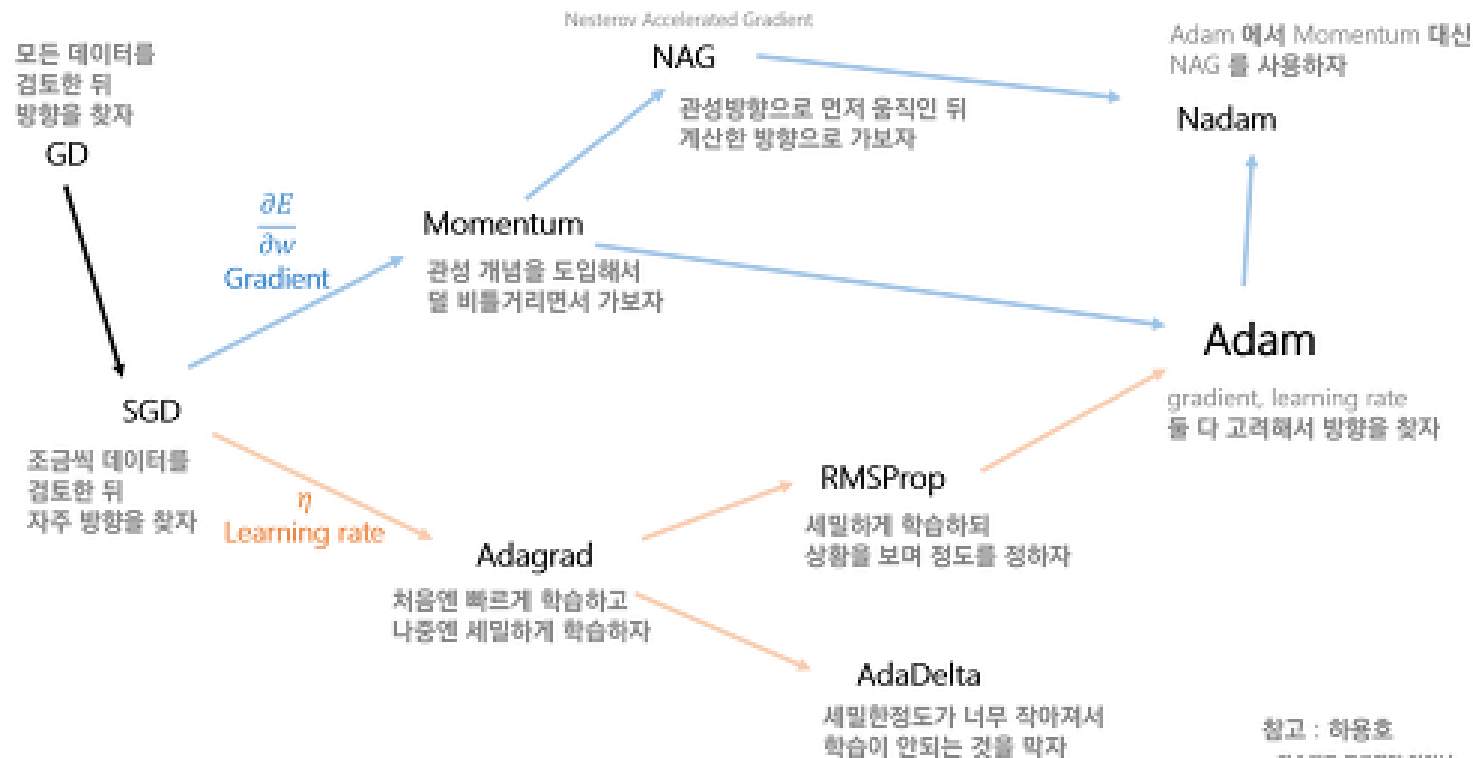 Nesterov Accelerated Gradient
NAG
관성방향으로 먼저 움직인 뒤
계산한 방향으로 가보자
Adam 에서 Momentum 대신
NAG 를 사용하자
Nadam
모든 데이터를
검토한 뒤
방향을 찾자
GD
∂E
∂w
Gradient
Momentum
관성 개념을 도입해서
덜 비틀거리면서 가보자
Adam
gradient, learning rate
둘 다 고려해서 방향을 찾자
SGD
조금씩 데이터를
검토한 뒤
자주 방향을 찾자
η
Learning rate
Adagrad
처음엔 빠르게 학습하고
나중엔 세밀하게 학습하자
RMSProp
세밀하게 학습하되
상황을 보며 정도를 정하자
AdaDelta
세밀한정도가 너무 작아져서
학습이 안되는 것을 막자
참고 : 하용호